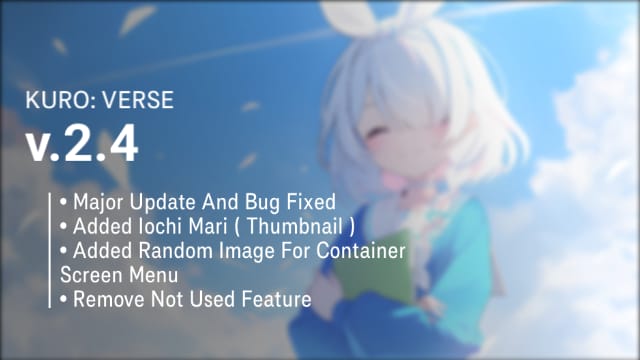 KURO: VERSE
v.2.4
• Major Update And Bug Fixed
• Added Iochi Mari ( Thumbnail )
• Added Random Image For Container
Screen Menu
• Remove Not Used Feature